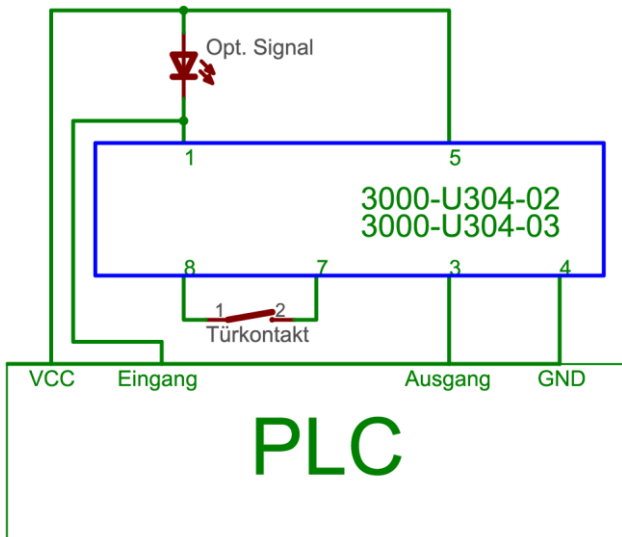 Opt. Signal
1 5
3000-U304-02
3000-U304-03
8 7 3 4
1 2
Türkontakt
VCC Eingang Ausgang GND
PLC